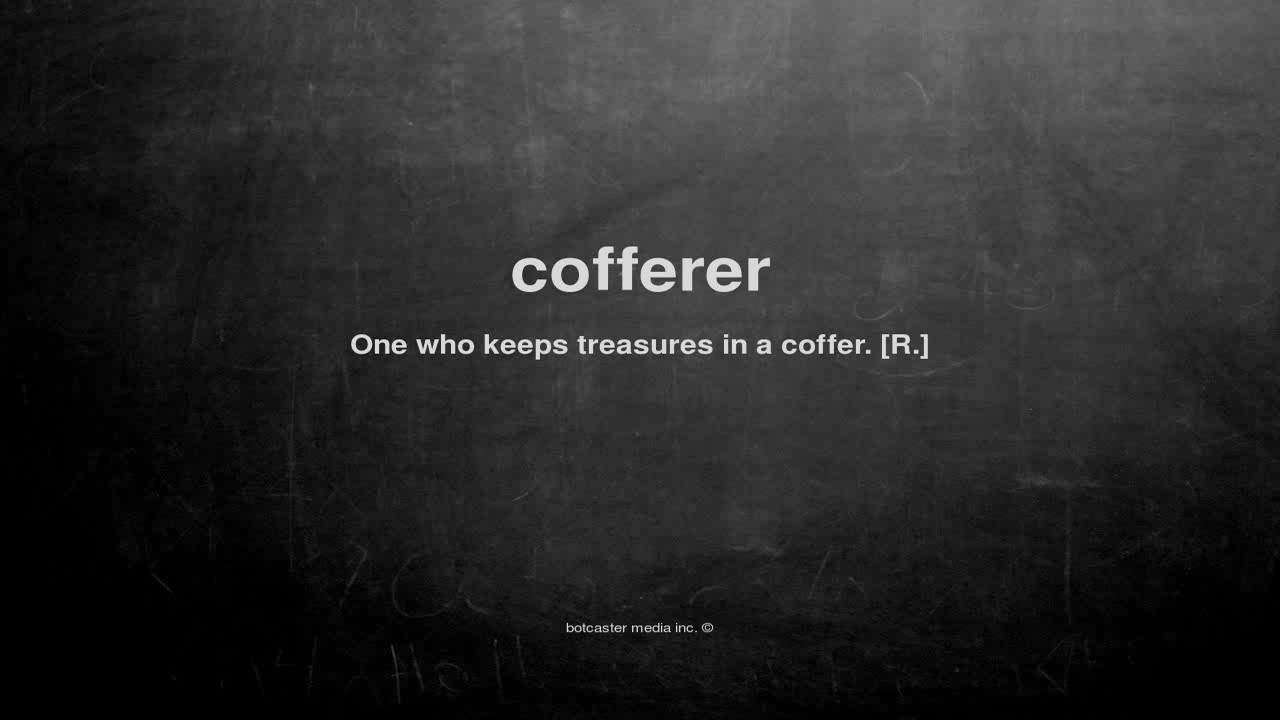 cofferer
One who keeps treasures in a coffer. [R.]
botcaster media inc. ©